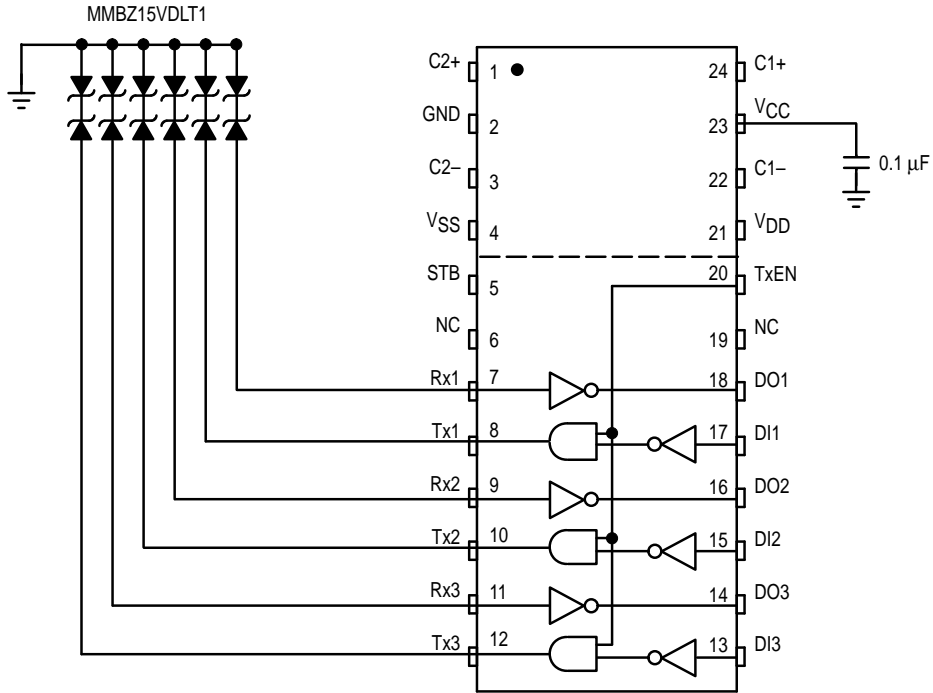 MMBZ15VDLT1
C2+ 1 24 C1+
GND 2 23 VCC
0.1 μF
C2– 3 22 C1–
VSS 4 21 VDD
STB 5 20 TxEN
NC 6 19 NC
Rx1 7 18 DO1
Tx1 8 17 DI1
Rx2 9 16 DO2
Tx2 10 15 DI2
Rx3 11 14 DO3
Tx3 12 13 DI3